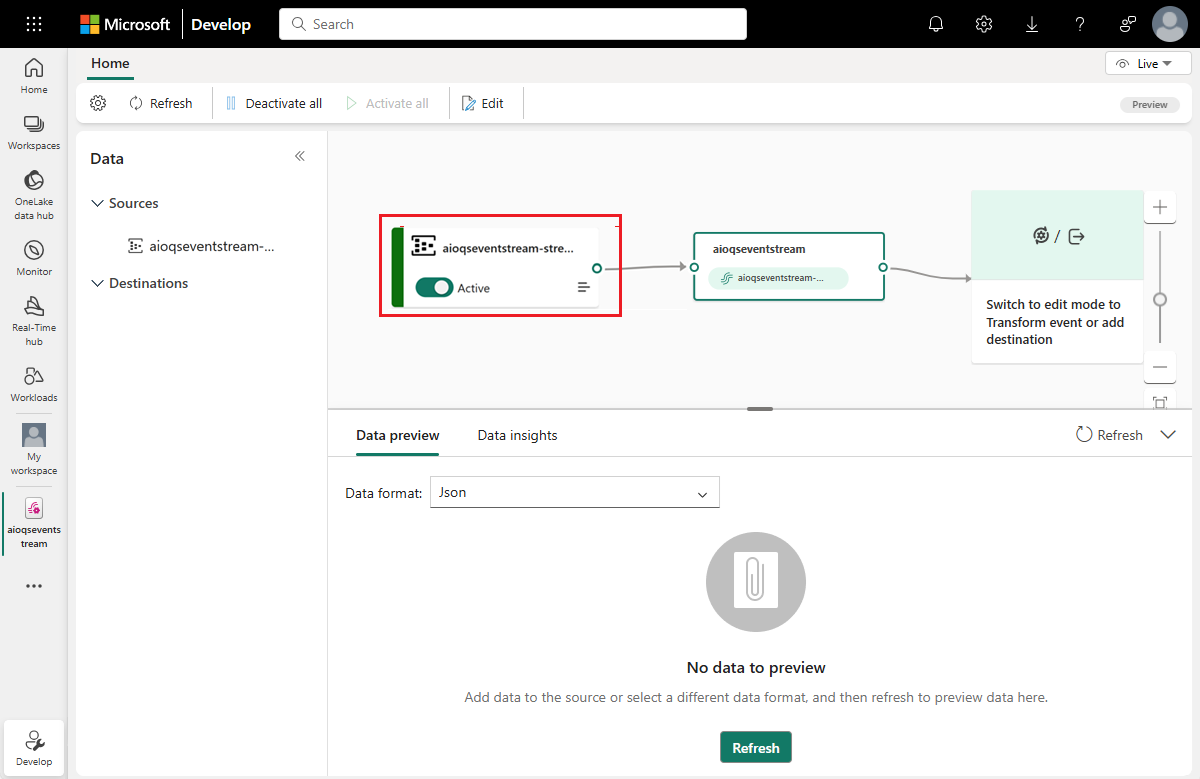 Microsoft
Develop
Search
Home
Live
Refresh
Deactivate all
Activate all
Edit
Preview
Home
Workspaces
OneLake
data hub
Monitor
Real-Time
hub
Workloads
My
workspace
aioqsevents
tream
Develop
Data
Sources
aioqseventstream-...
Destinations
aioqseventstream-stre...
Active
aioqseventstream
aioqseventstream-...
/
Switch to edit mode to
Transform event or add
destination
Data preview
Data insights
Refresh
Data format:
Json
No data to preview
Add data to the source or select a different data format, and then refresh to preview data here.
Refresh